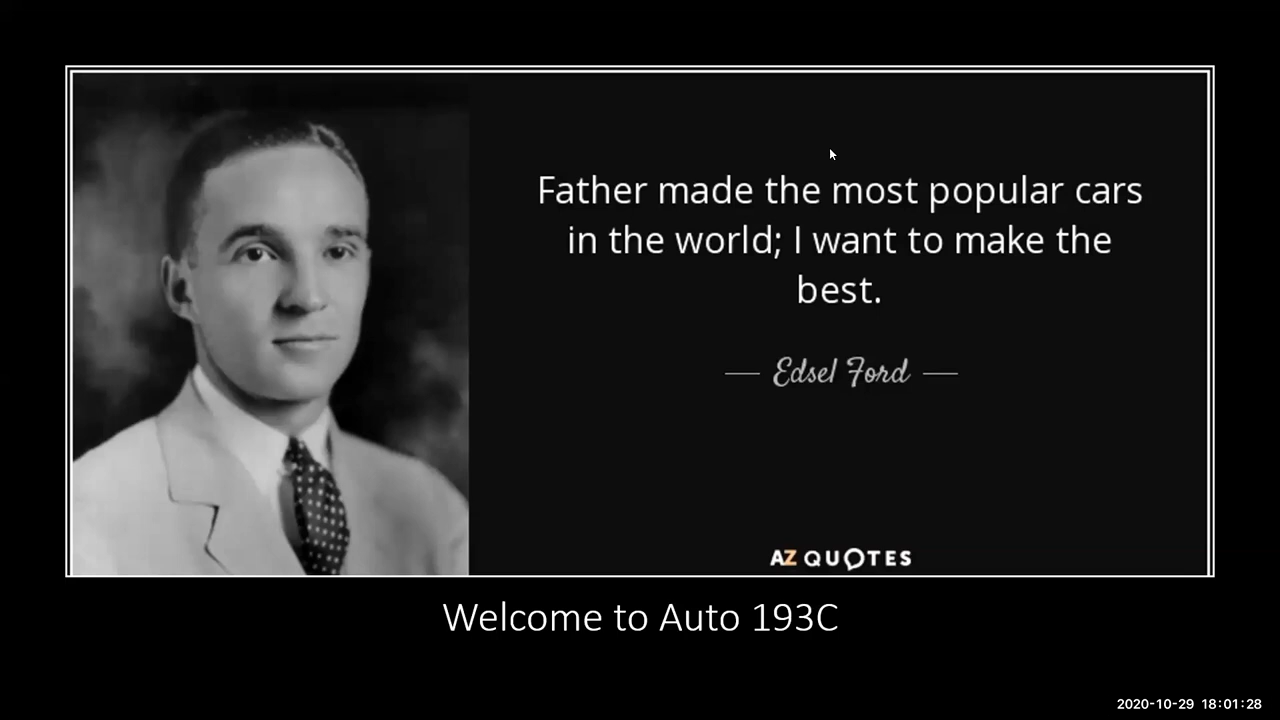 Father made the most popular cars
in the world; I want to make the
best.
Edsel Ford
AZ QUOTES
Welcome to Auto 193C
2020-10-29 18:01:28